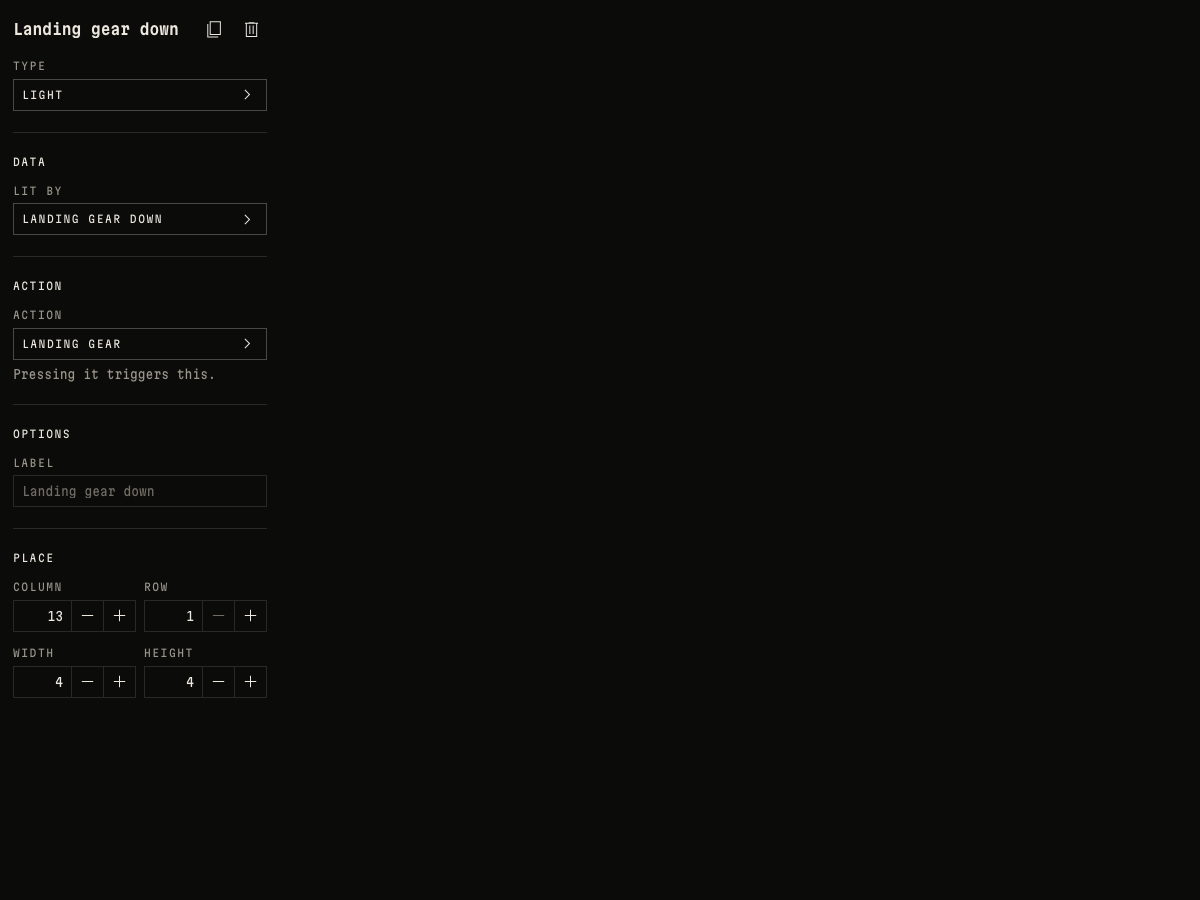 Landing gear down
TYPE
LIGHT
DATA
LIT BY
LANDING GEAR DOWN
ACTION
ACTION
LANDING GEAR
Pressing it triggers this.
OPTIONS
LABEL
Landing gear down
PLACE
COLUMN ROW
13 1
WIDTH HEIGHT
4 4